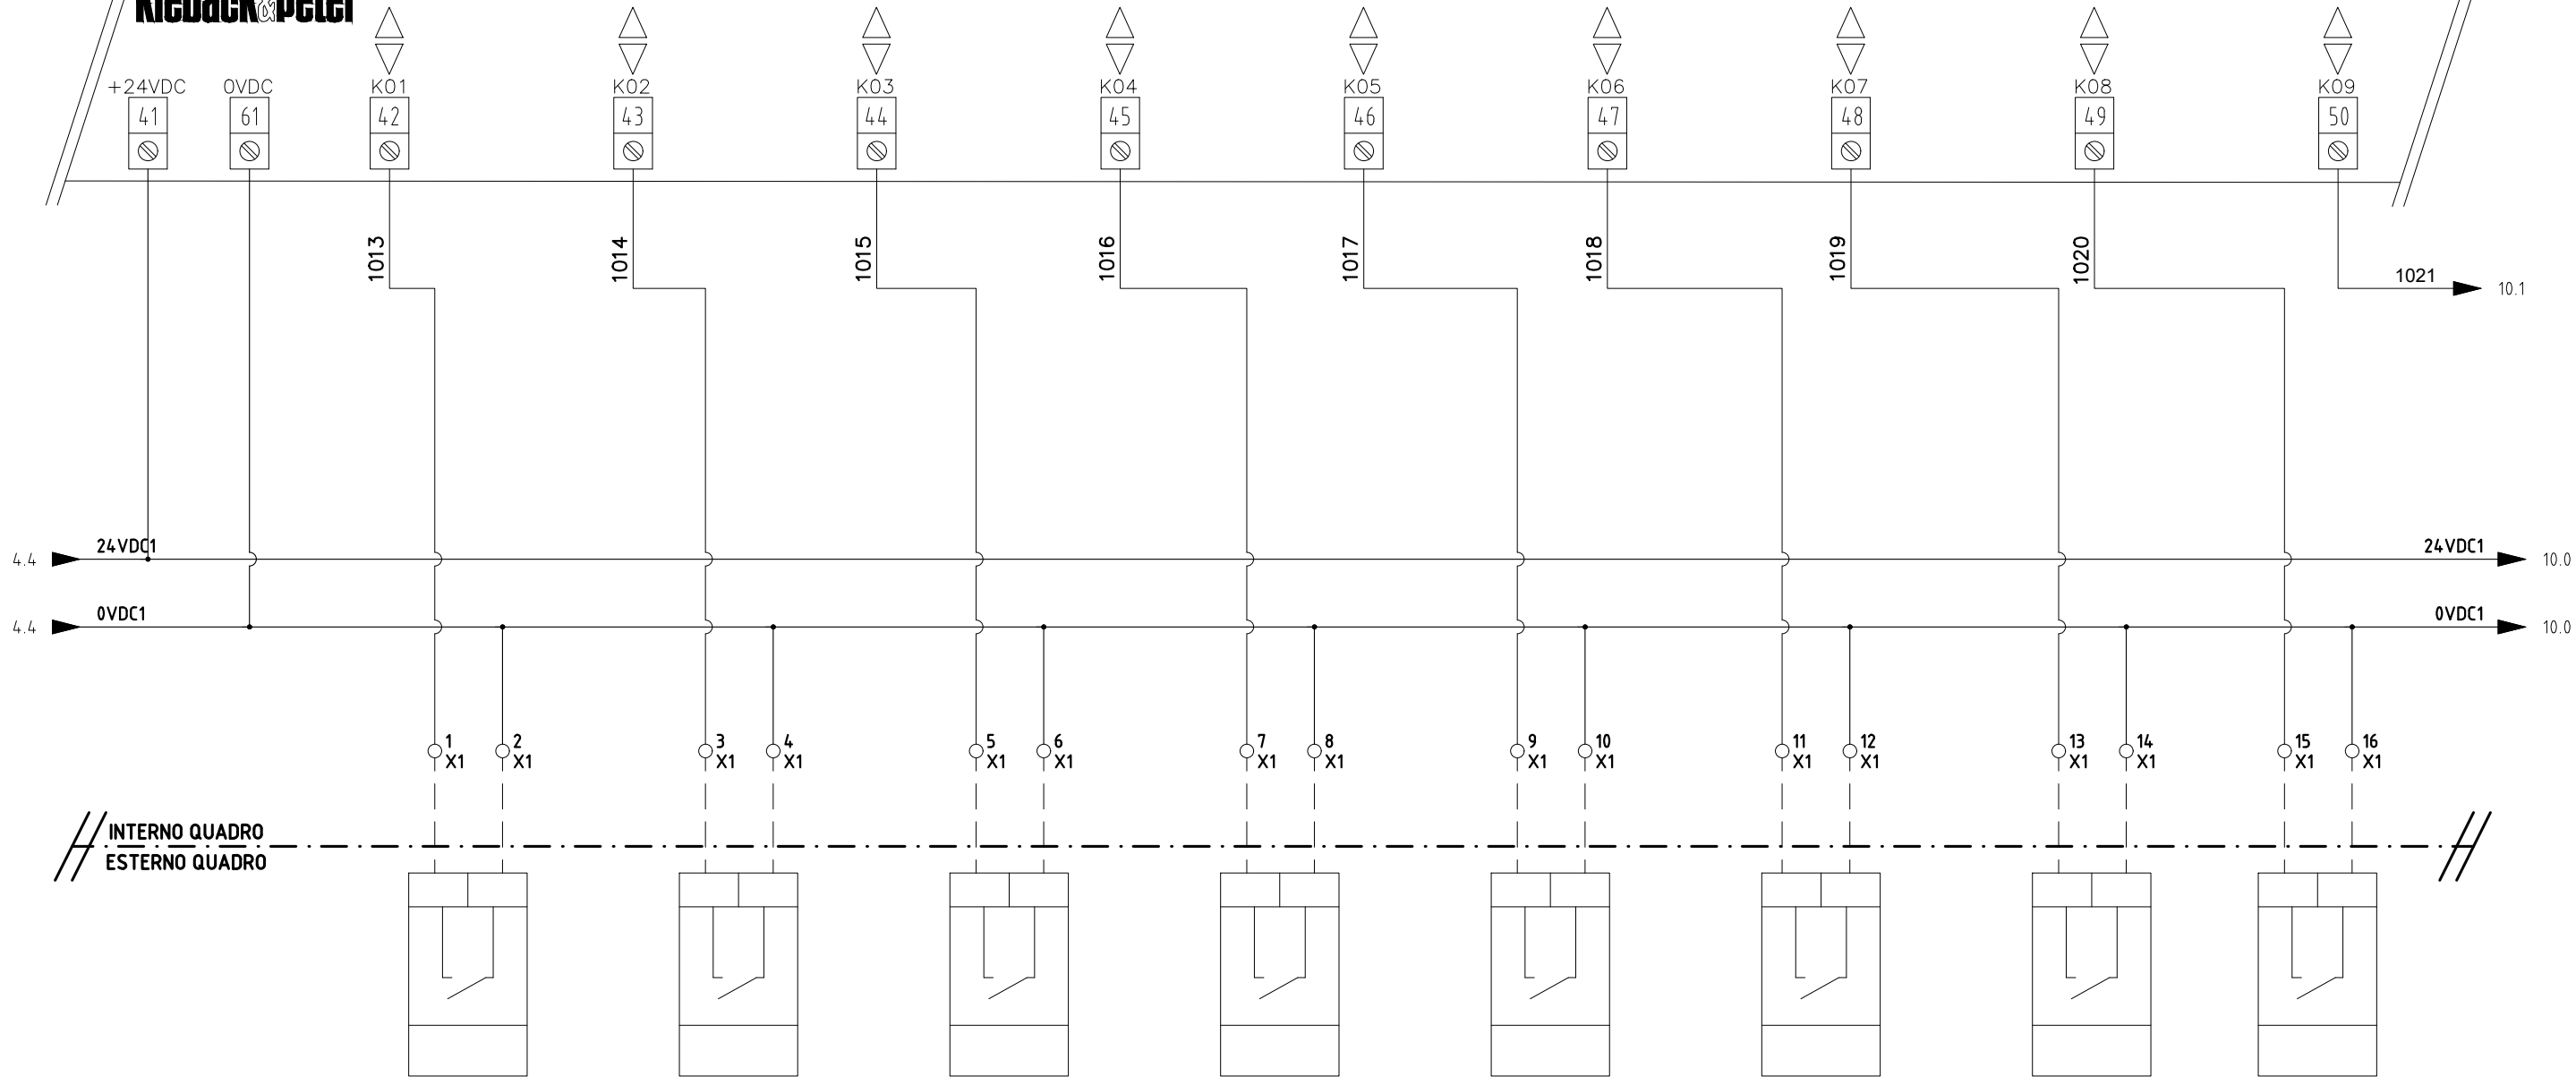 Kieback&Peter
+24VDC 0VDC K01 K02 K03 K04 K05 K06 K07 K08 K09
41 61 42 43 44 45 46 47 48 49 50
1013 1014 1015 1016 1017 1018 1019 1020
1021 10.1
4.4 24VDC1 24VDC1 10.0
4.4 0VDC1 0VDC1 10.0
1 2 3 4 5 6 7 8 9 10 11 12 13 14 15 16
X1 X1 X1 X1 X1 X1 X1 X1 X1 X1 X1 X1 X1 X1 X1 X1
INTERNO QUADRO
ESTERNO QUADRO